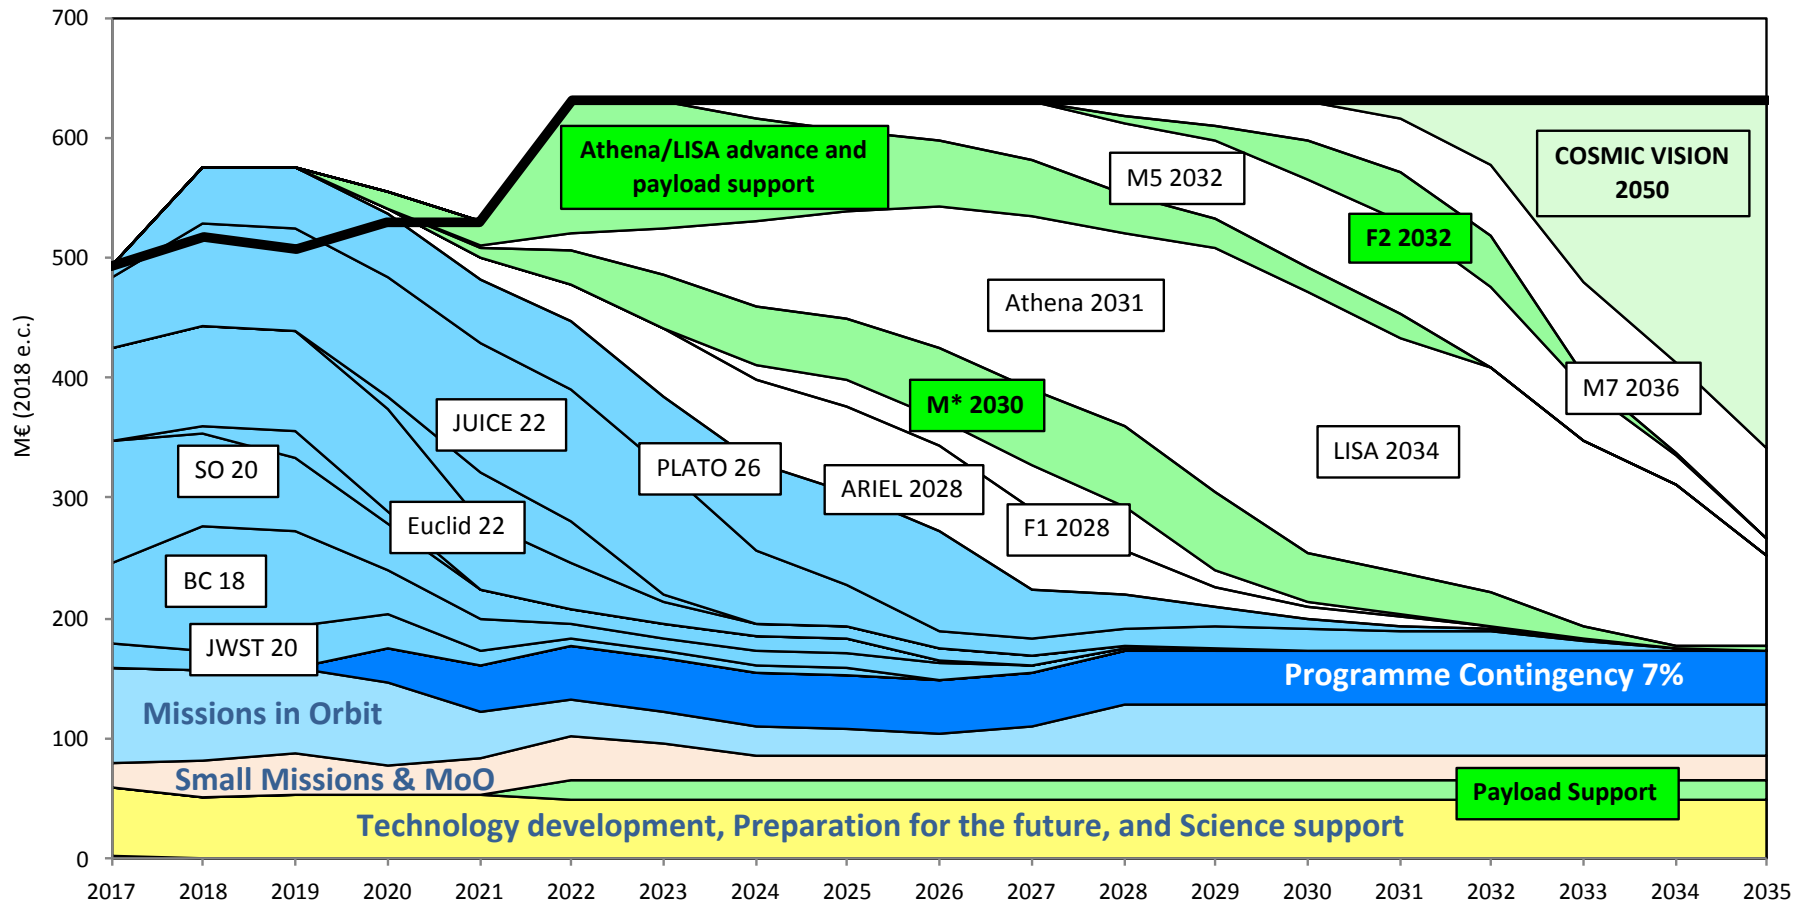 700
600
500
400
300
200
100
0
M€ (2018 e.c.)
Athena/LISA advance and
payload support
COSMIC VISION
2050
M5 2032
F2 2032
Athena 2031
M7 2036
M* 2030
JUICE 22
LISA 2034
SO 20
PLATO 26
ARIEL 2028
Euclid 22
F1 2028
BC 18
JWST 20
Programme Contingency 7%
Missions in Orbit
Small Missions & MoO
Payload Support
Technology development, Preparation for the future, and Science support
2017 2018 2019 2020 2021 2022 2023 2024 2025 2026 2027 2028 2029 2030 2031 2032 2033 2034 2035